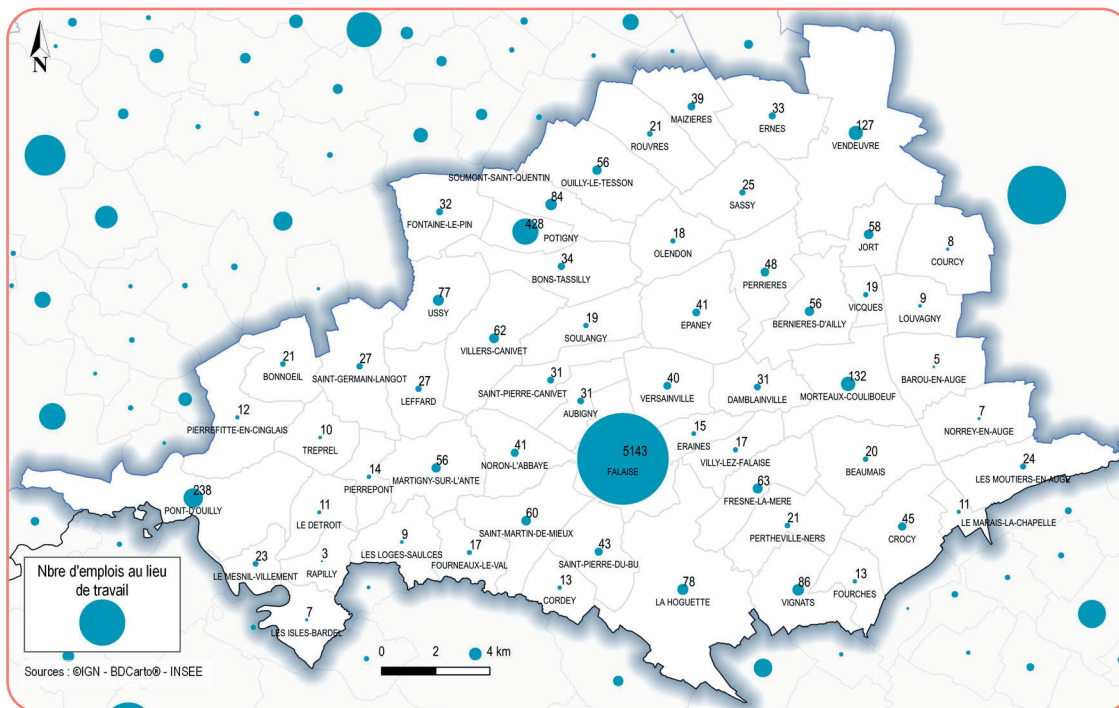 N
39
MAIZIERES
33
ERNES
127
VENDEUVRE
21
ROUVRES
56
OUILLY-LE-TESSON
SOUMONT-SAINT-QUENTIN
84
25
SASSY
32
FONTAINE-LE-PIN
428
POTIGNY
18
OLENDON
58
JORT
8
COURCY
34
BONS-TASSILLY
48
PERRIERES
77
USSY
19
VICQUES
9
LOUVAGNY
41
EPANEY
56
BERNIERES-D'AILLY
19
SOULANGY
62
VILLERS-CANIVET
21
BONNOEIL
27
SAINT-GERMAIN-LANGOT
27
LEFFARD
31
SAINT-PIERRE-CANIVET
31
AUBIGNY
40
VERSAINVILLE
31
DAMBLAINVILLE
132
MORTEAUX-COULIBOEUF
5
BAROU-EN-AUGE
12
PIERREFITTE-EN-CINGLAIS
7
NORREY-EN-AUGE
10
TREPREL
15
ERAINES
41
NORON-L'ABBAYE
5143
FALAISE
17
VILLY-LEZ-FALAISE
20
BEAUMAIS
24
LES MOUTIERS-EN AUGE
56
MARTIGNY-SUR-L'ANTE
14
PIERREPONT
238
PONT-D'OUILLY
63
FRESNE-LA-MERE
11
LE DETROIT
60
SAINT-MARTIN-DE-MIEUX
21
PERTHEVILLE-NERS
45
CROCY
11
LE MARAIS-LA-CHAPELLE
9
LES LOGES-SAULCES
17
FOURNEAUX-LE-VAL
43
SAINT-PIERRE-DU-BU
23
LE MESNIL-VILLEMENT
3
RAPILLY
13
CORDEY
78
LA HOGUETTE
86
VIGNATS
13
FOURCHES
7
LES ISLES-BARDEL
Nbre d'emplois au lieu
de travail
0 2 4 km
Sources : ©IGN - BDCarto® - INSEE